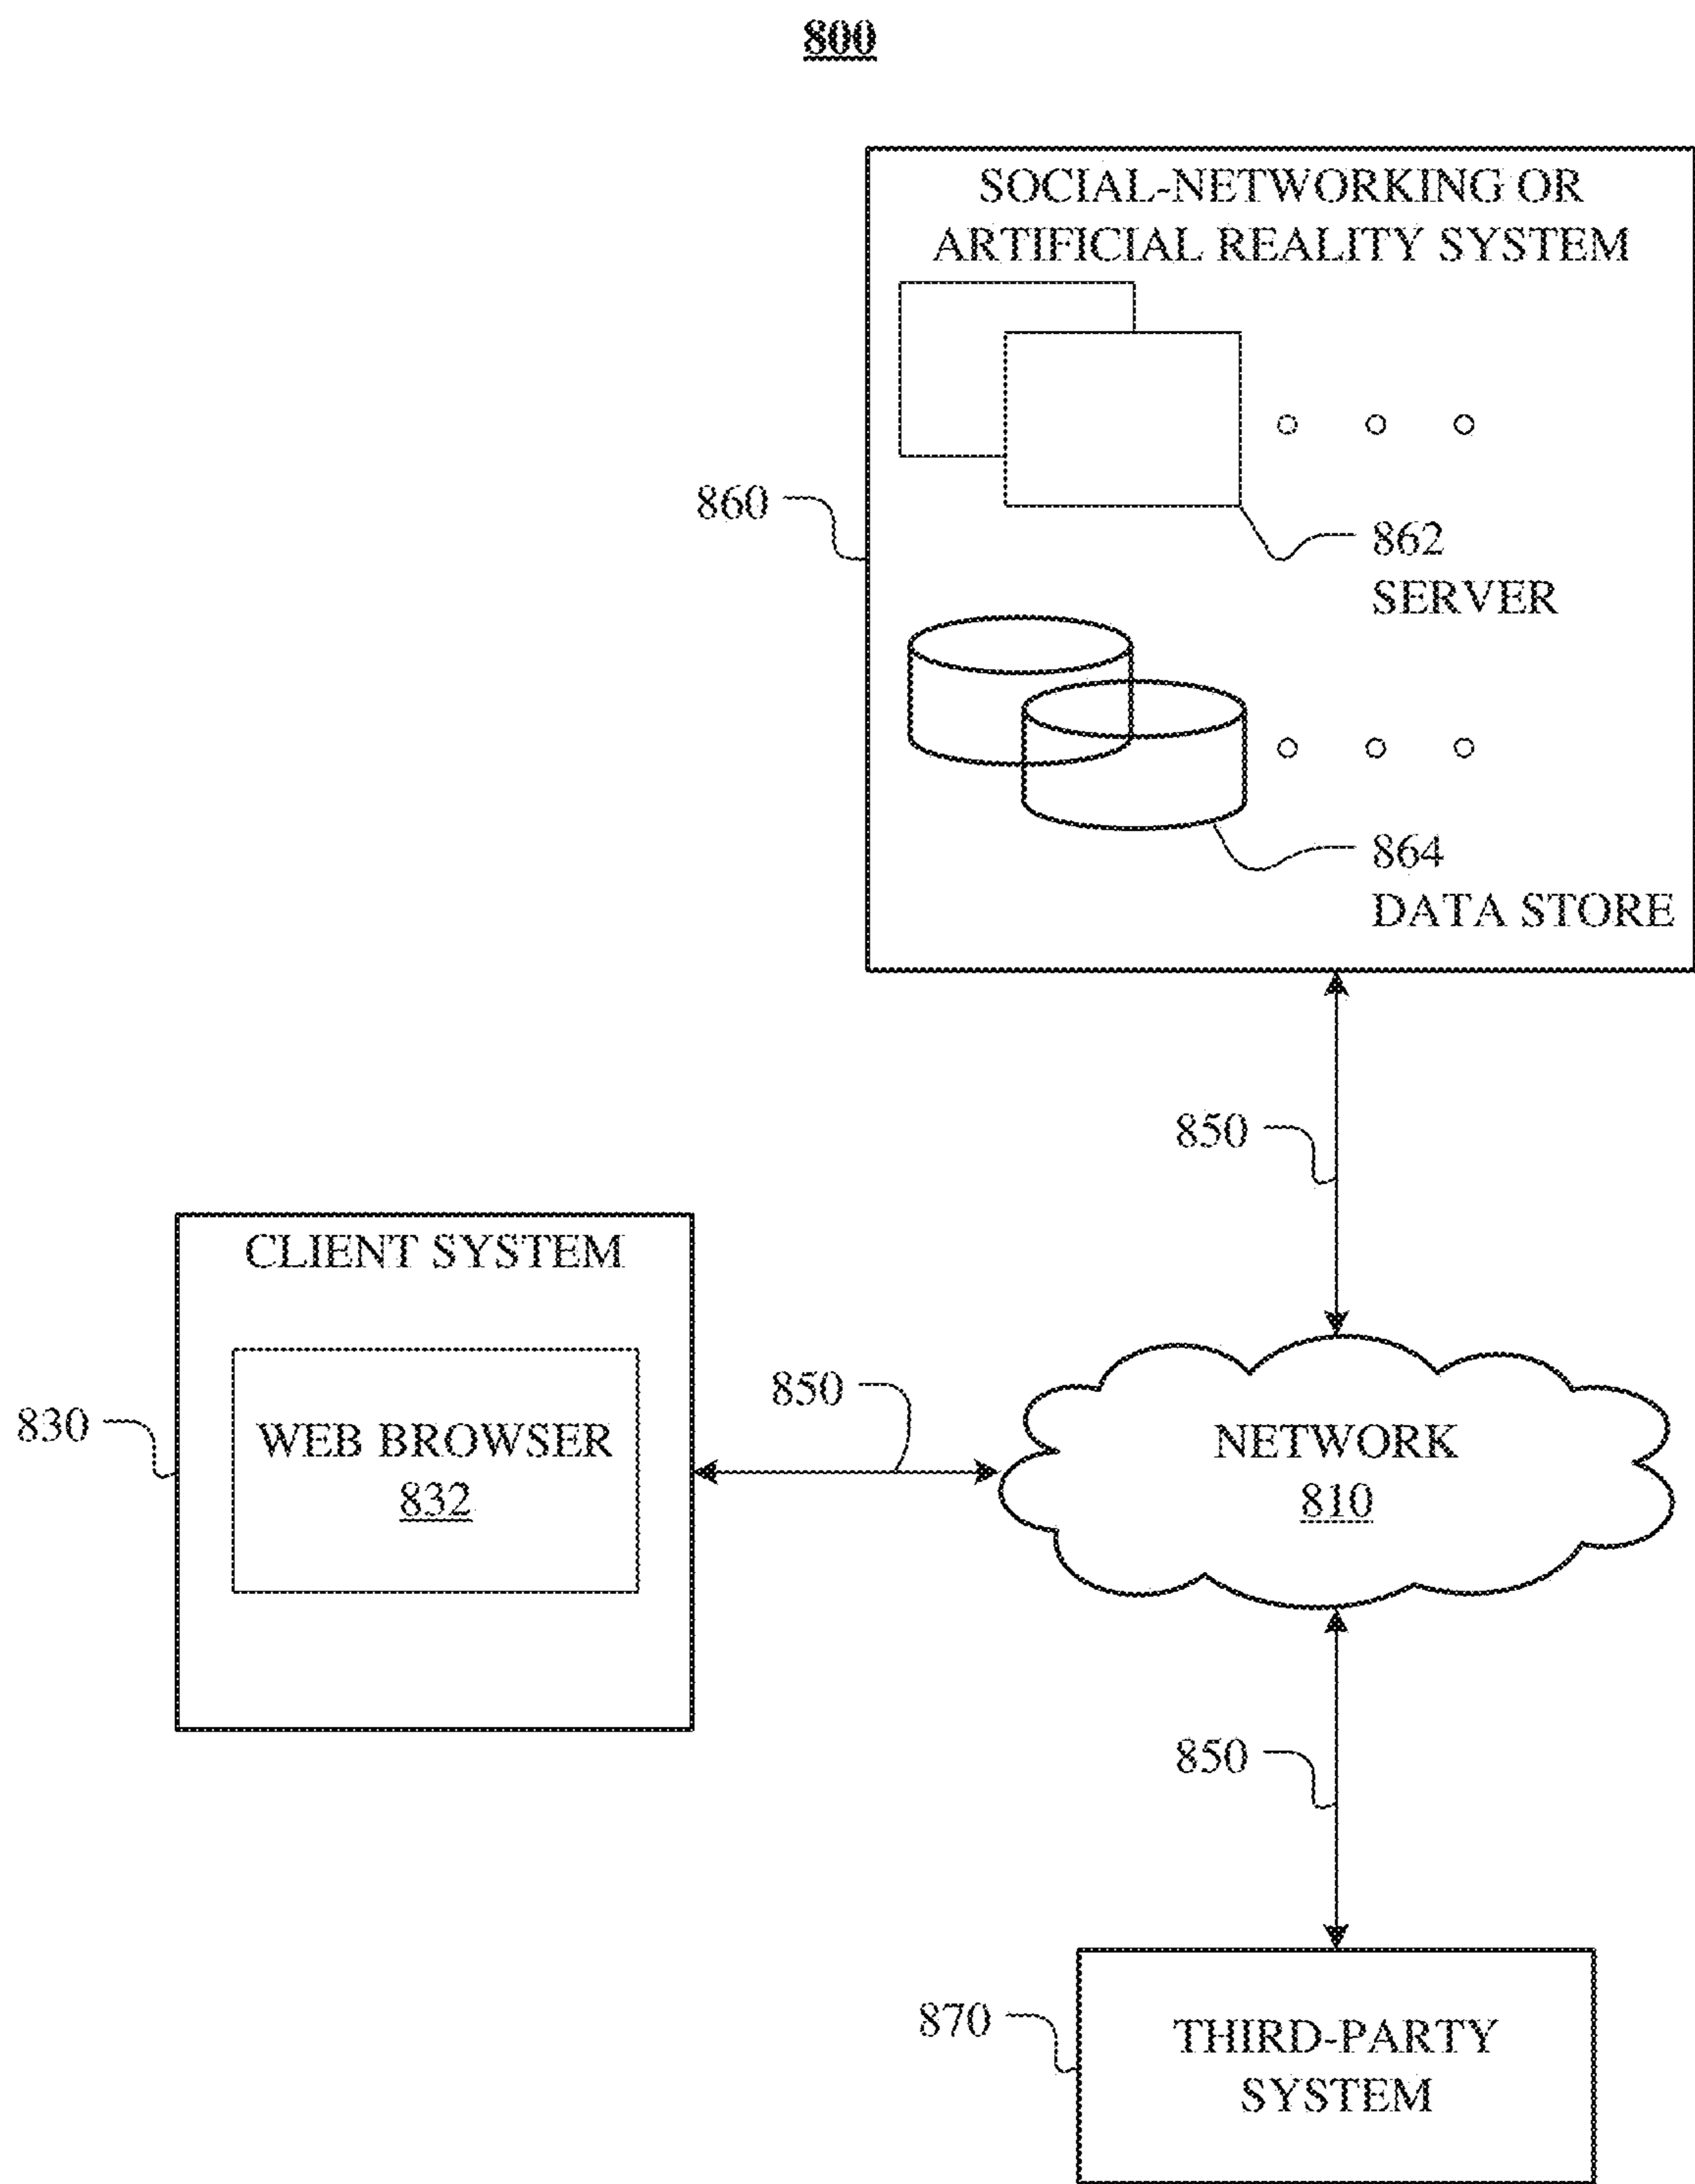 800
SOCIAL-NETWORKING OR
ARTIFICIAL REALITY SYSTEM
860
862
SERVER
864
DATA STORE
850
CLIENT SYSTEM
830
WEB BROWSER
832
850
NETWORK
810
850
870
THIRD-PARTY
SYSTEM